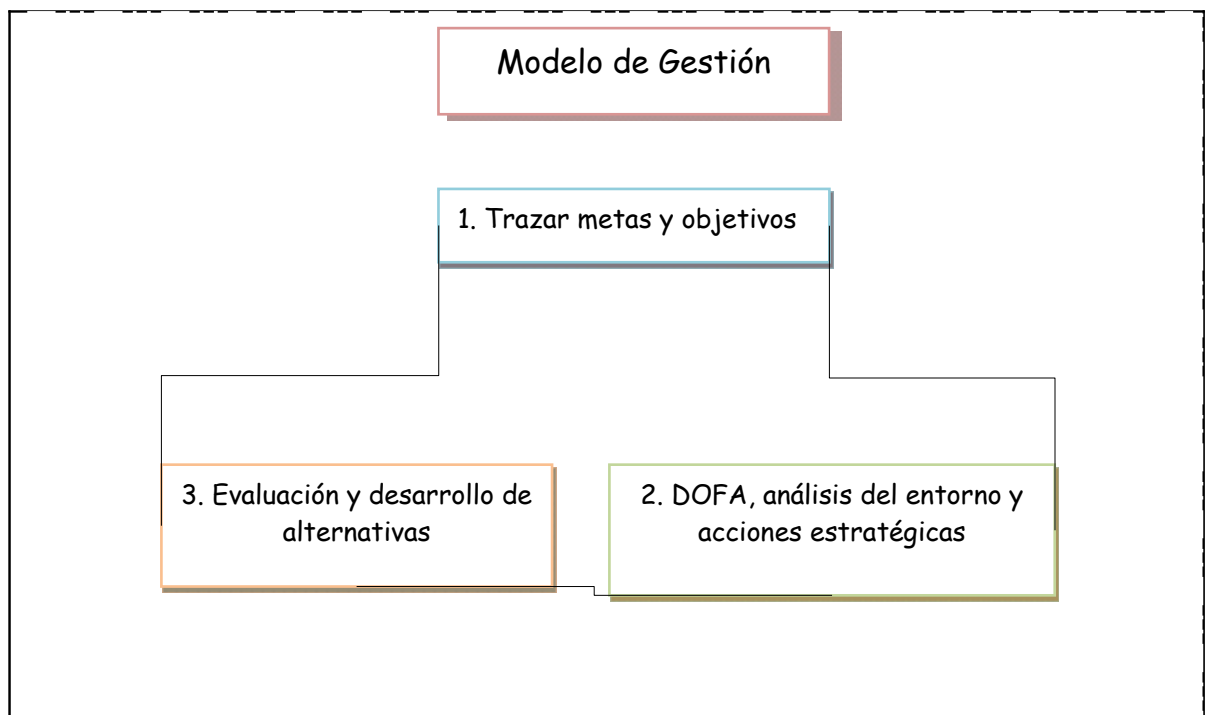 Modelo de Gestión
1. Trazar metas y objetivos
3. Evaluación y desarrollo de
alternativas
2. DOFA, análisis del entorno y
acciones estratégicas